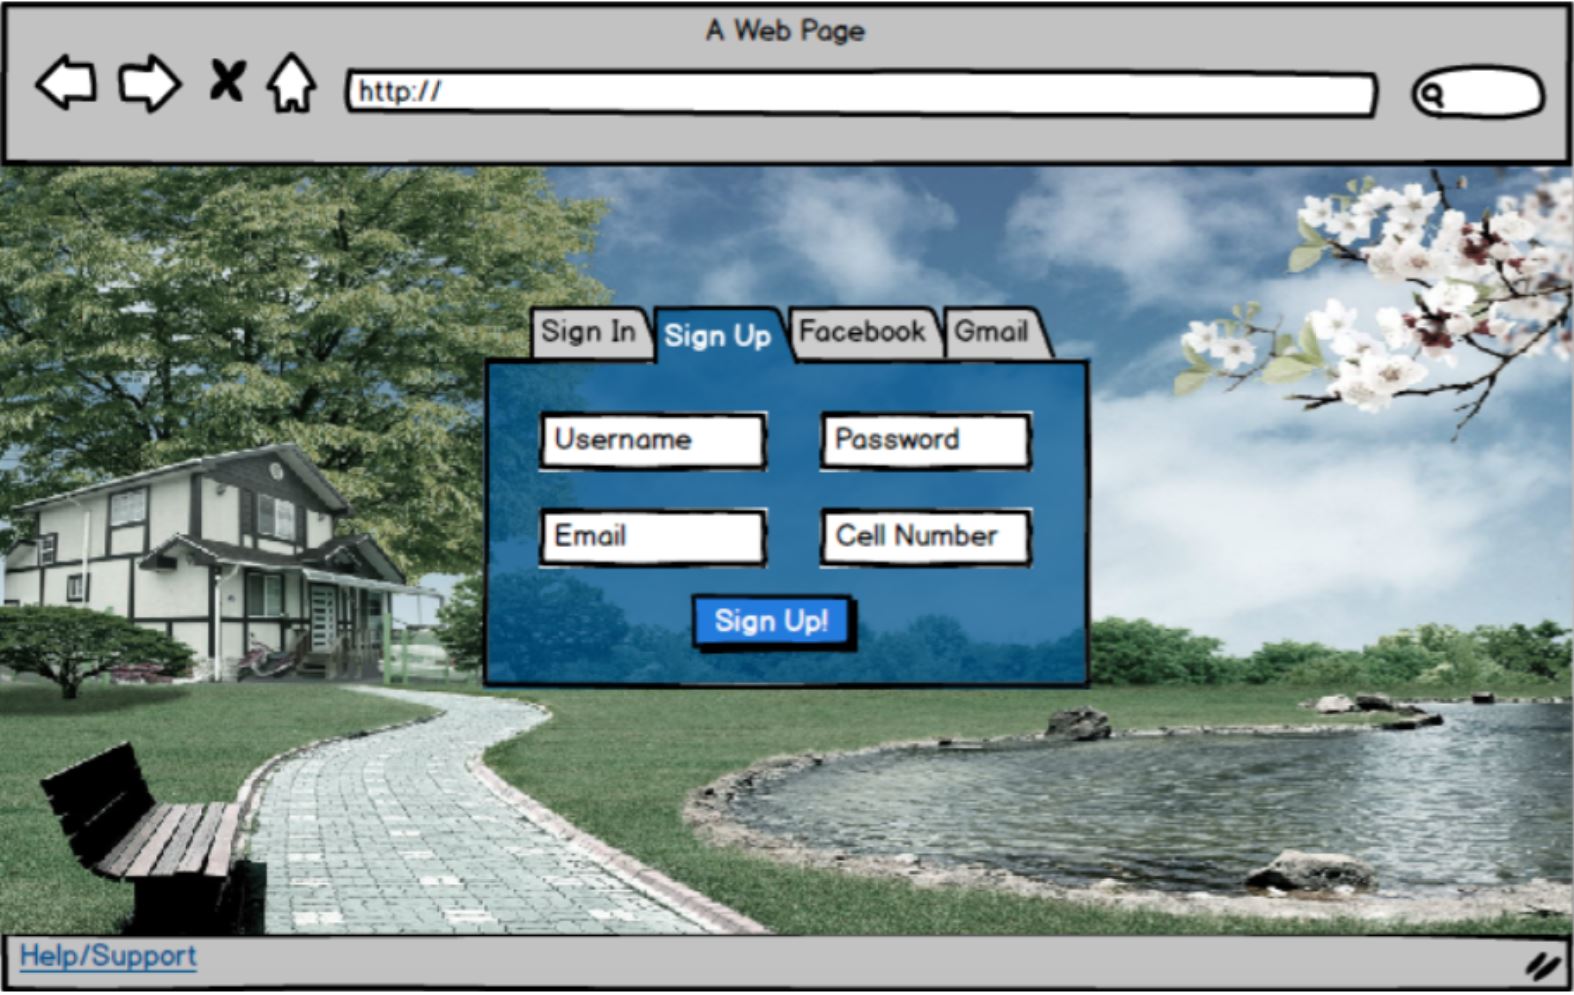 A Web Page
http://
Sign In
Sign Up
Facebook
Gmail
Username
Password
Email
Cell Number
Sign Up!
Help/Support